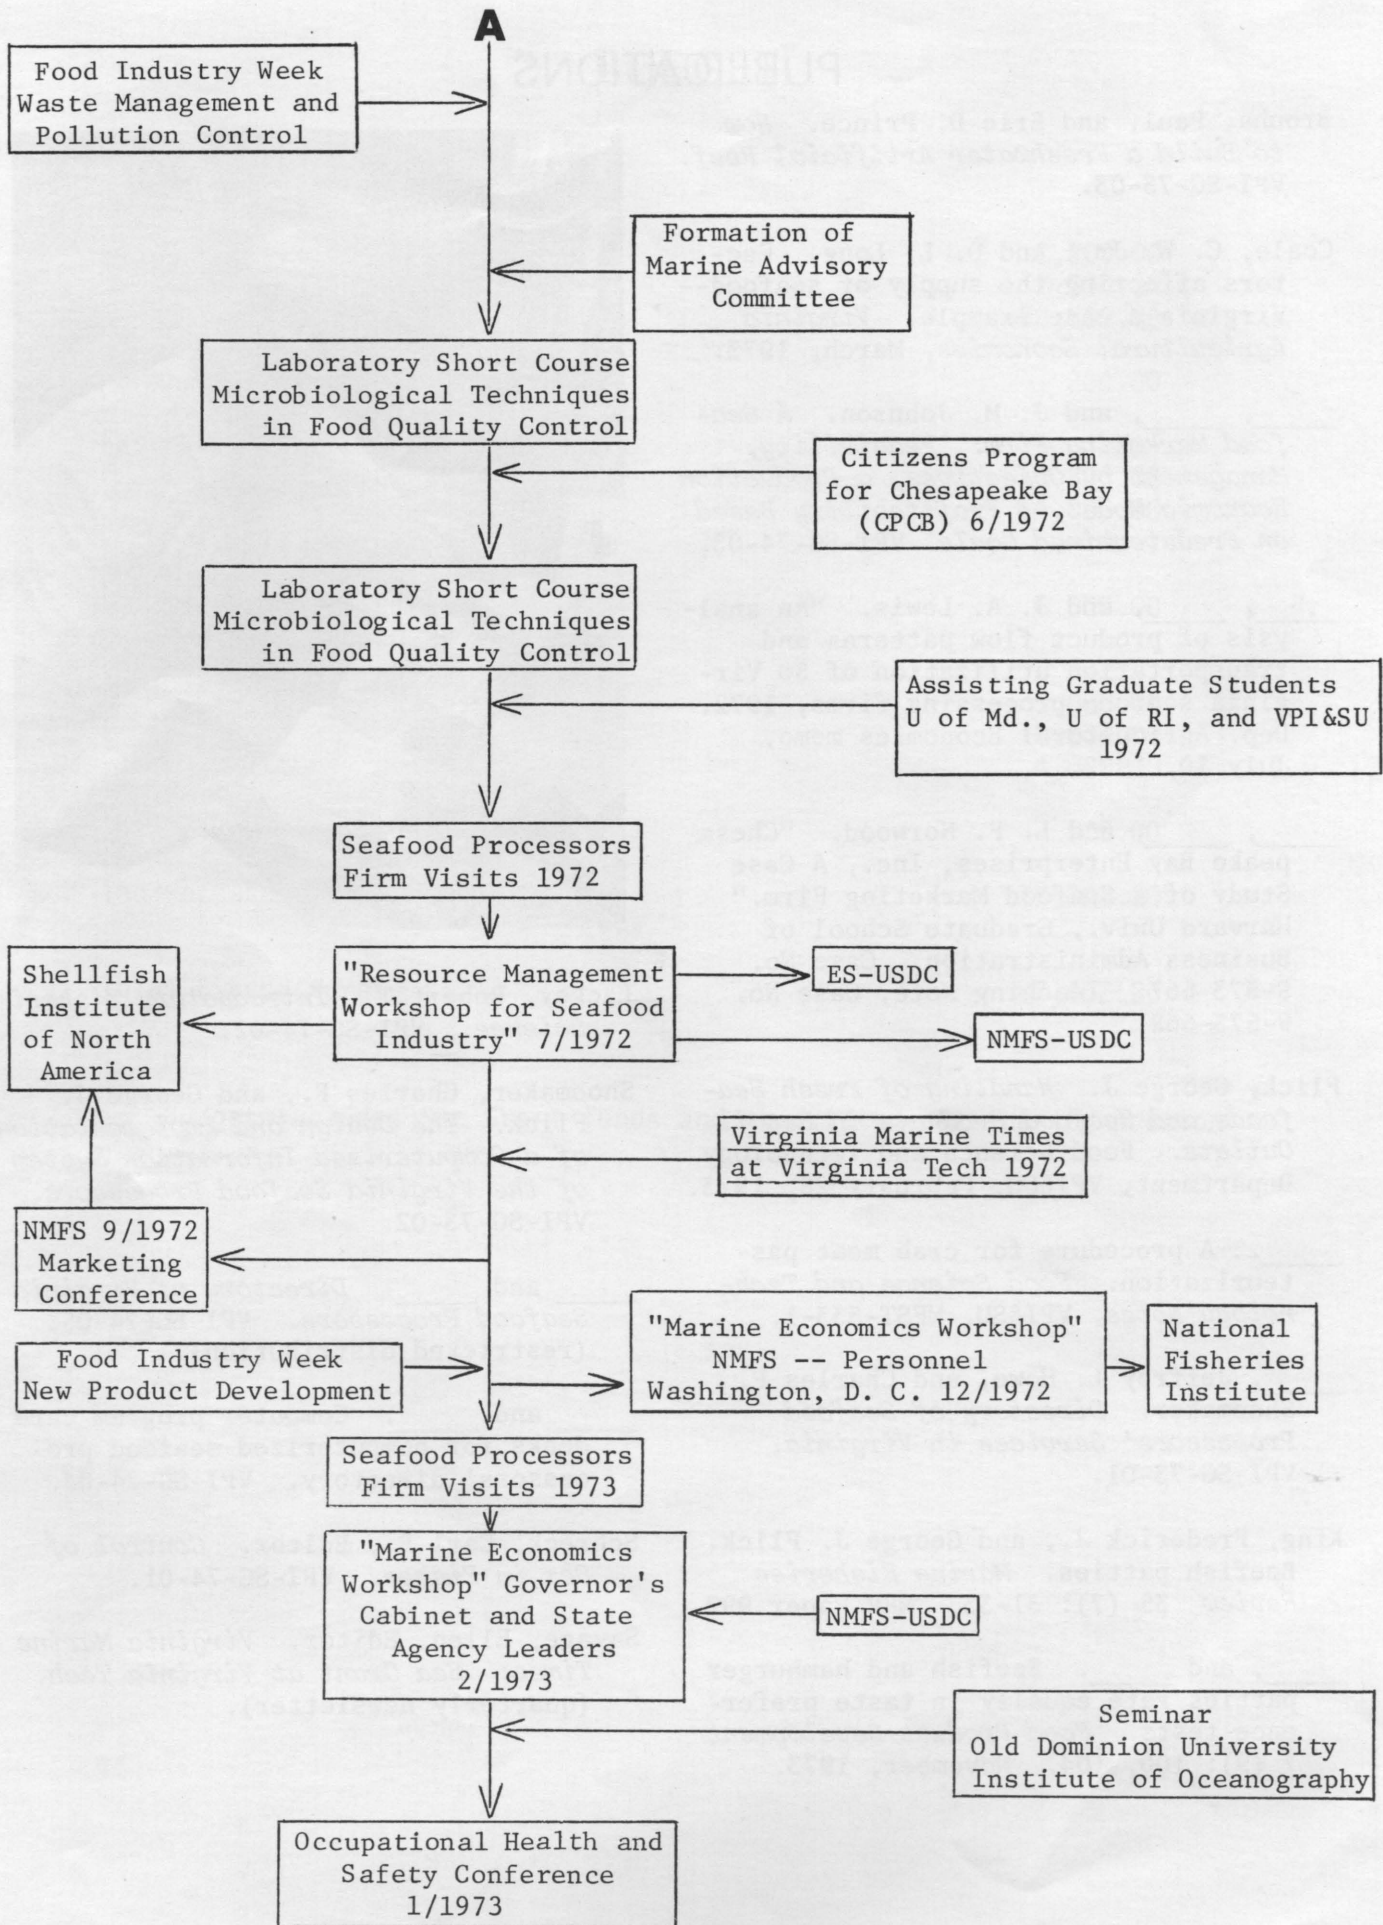 A
Food Industry Week
Waste Management and
Pollution Control
Formation of
Marine Advisory
Committee
Laboratory Short Course
Microbiological Techniques
in Food Quality Control
Citizens Program
for Chesapeake Bay
(CPCB) 6/1972
Laboratory Short Course
Microbiological Techniques
in Food Quality Control
Assisting Graduate Students
U of Md., U of RI, and VPI&SU
1972
Seafood Processors
Firm Visits 1972
Shellfish
Institute
of North
America
"Resource Management
Workshop for Seafood
Industry" 7/1972
ES-USDC
NMFS-USDC
Virginia Marine Times
at Virginia Tech 1972
NMFS 9/1972
Marketing
Conference
"Marine Economics Workshop"
NMFS -- Personnel
Washington, D. C. 12/1972
National
Fisheries
Institute
Food Industry Week
New Product Development
Seafood Processors
Firm Visits 1973
"Marine Economics
Workshop" Governor's
Cabinet and State
Agency Leaders
2/1973
NMFS-USDC
Seminar
Old Dominion University
Institute of Oceanography
Occupational Health and
Safety Conference
1/1973